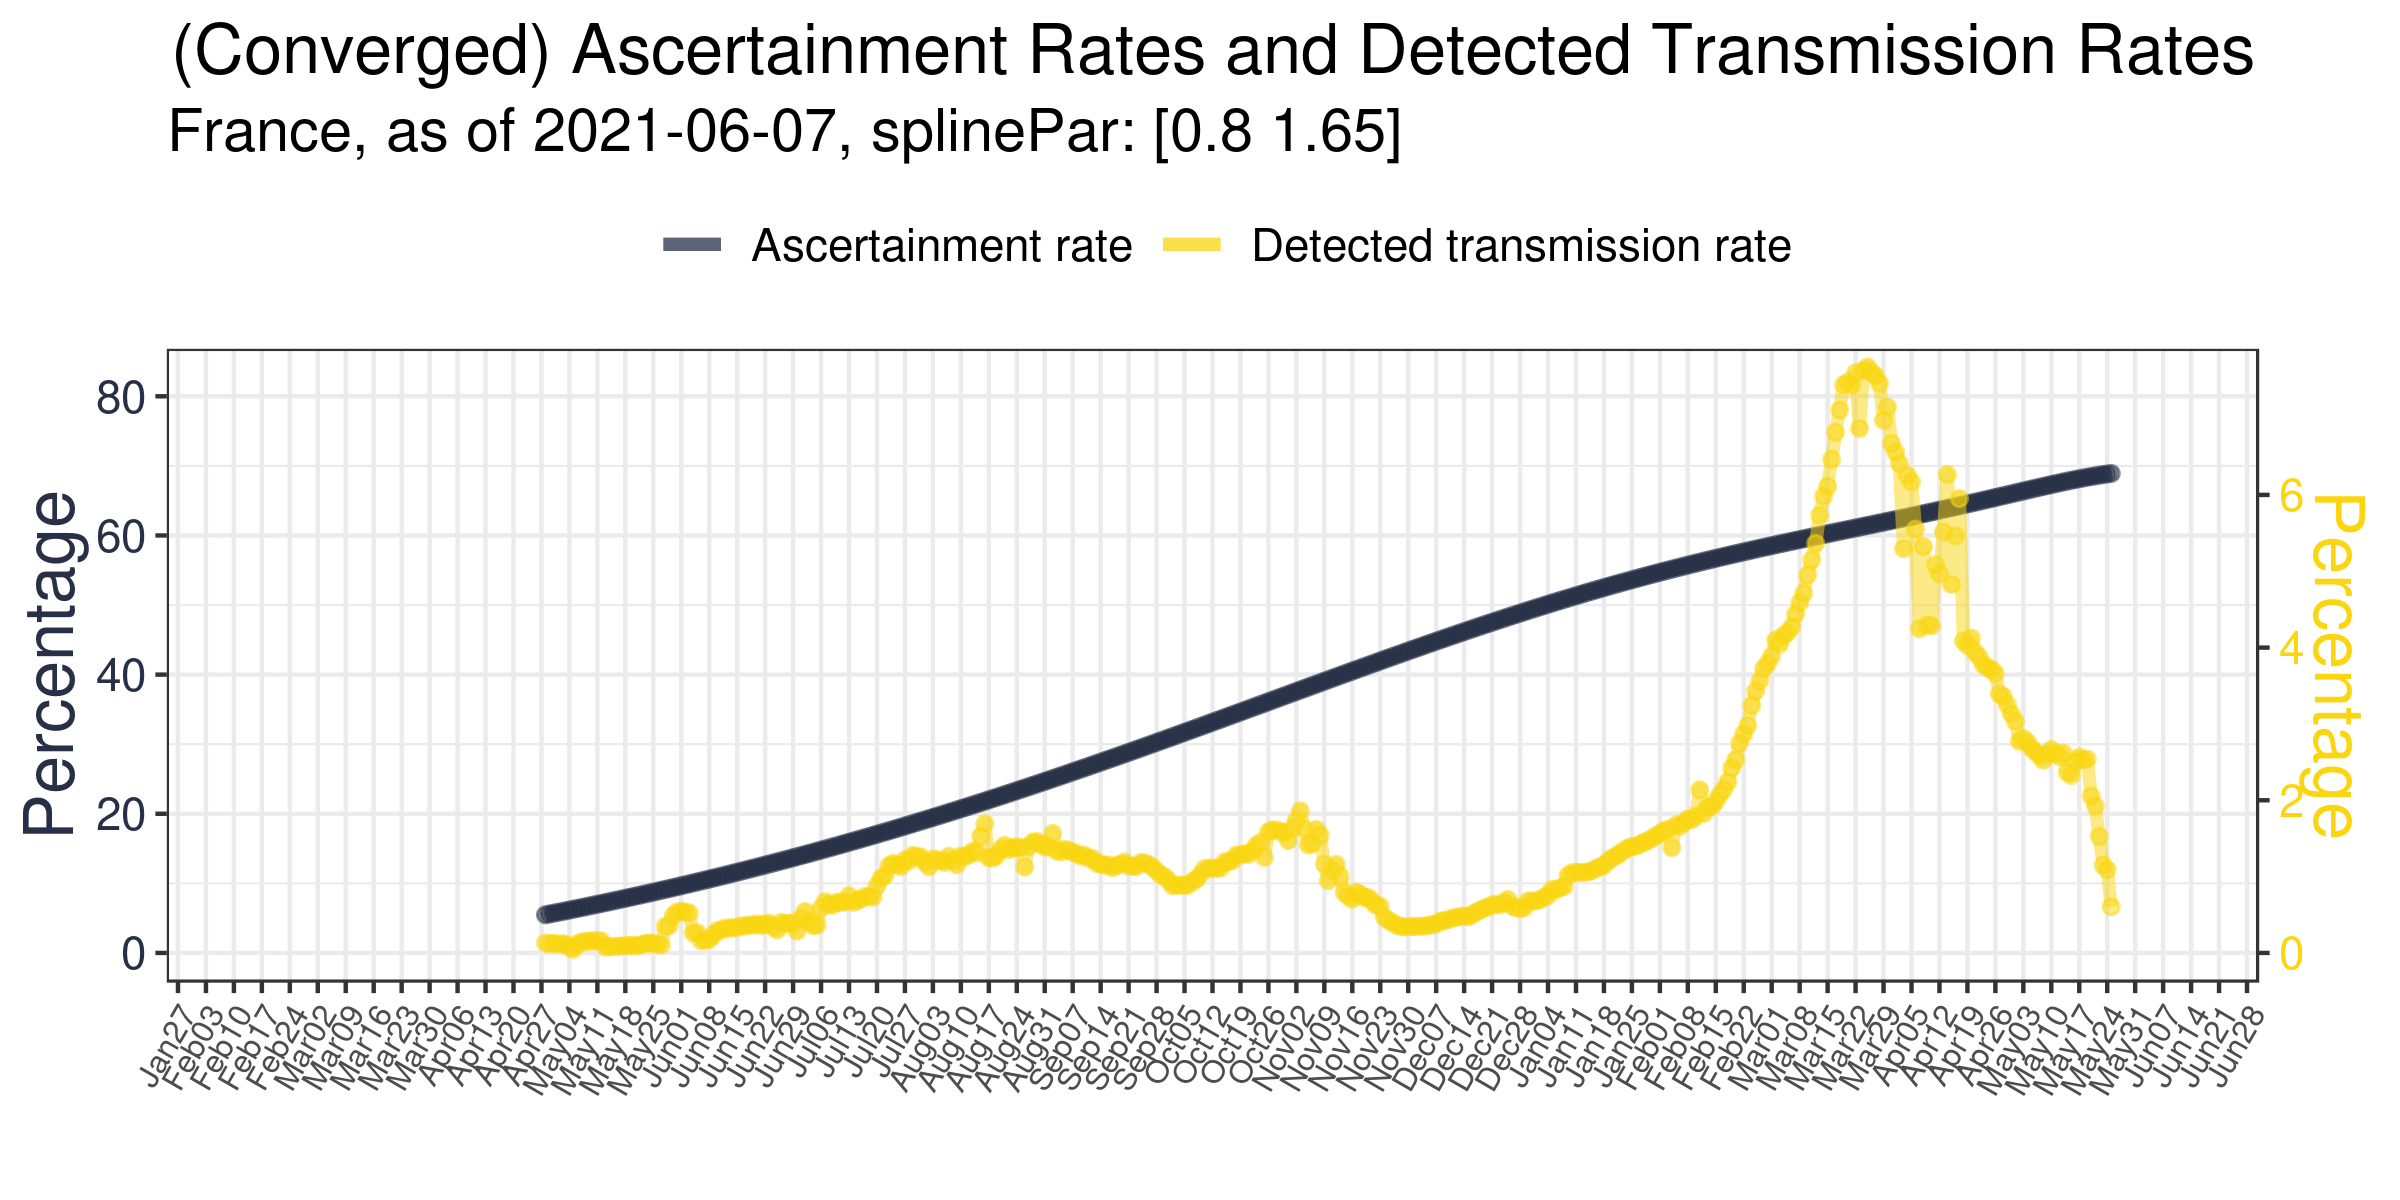 (Converged) Ascertainment Rates and Detected Transmission Rates
France, as of 2021-06-07, splinePar: [0.8 1.65]
Ascertainment rate
Detected transmission rate
Percentage
80
60
40
20
0
6
4
2
0
Percentage
Jan27
Feb03
Feb10
Feb17
Feb24
Mar02
Mar09
Mar16
Mar23
Mar30
Apr06
Apr13
Apr20
Apr27
May04
May11
May18
May25
Jun01
Jun08
Jun15
Jun22
Jun29
Jul06
Jul13
Jul20
Jul27
Aug03
Aug10
Aug17
Aug24
Aug31
Sep07
Sep14
Sep21
Sep28
Oct05
Oct12
Oct19
Oct26
Nov02
Nov09
Nov16
Nov23
Nov30
Dec07
Dec14
Dec21
Dec28
Jan04
Jan11
Jan18
Jan25
Feb01
Feb08
Feb15
Feb22
Mar01
Mar08
Mar15
Mar22
Mar29
Apr05
Apr12
Apr19
Apr26
May03
May10
May17
May24
May31
Jun07
Jun14
Jun21
Jun28